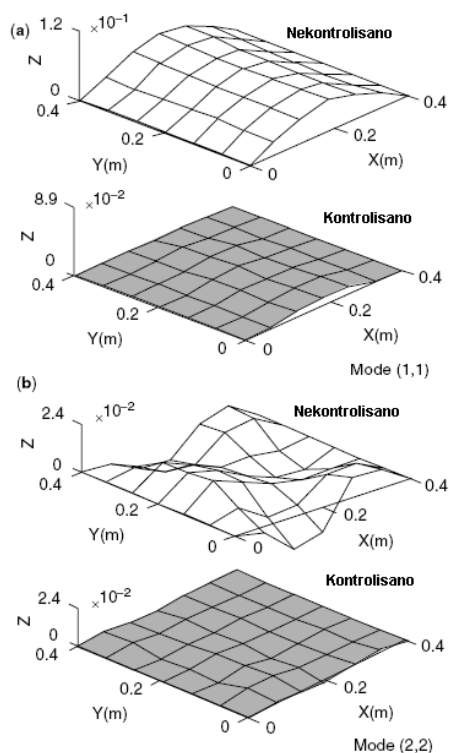 (a)
1.2 ×10⁻¹
Nekontrolisano
Z
0
0.4
0.4
0.2
0.2
Y(m)
X(m)
0 0
8.9 ×10⁻²
Kontrolisano
Z
0
0.4
0.4
0.2
0.2
Y(m)
X(m)
0 0
Mode (1,1)
(b)
2.4 ×10⁻²
Nekontrolisano
Z
0
0.4
0.4
0.2
0.2
Y(m)
X(m)
0 0
2.4 ×10⁻²
Kontrolisano
Z
0
0.4
0.4
0.2
0.2
Y(m)
X(m)
0 0
Mode (2,2)